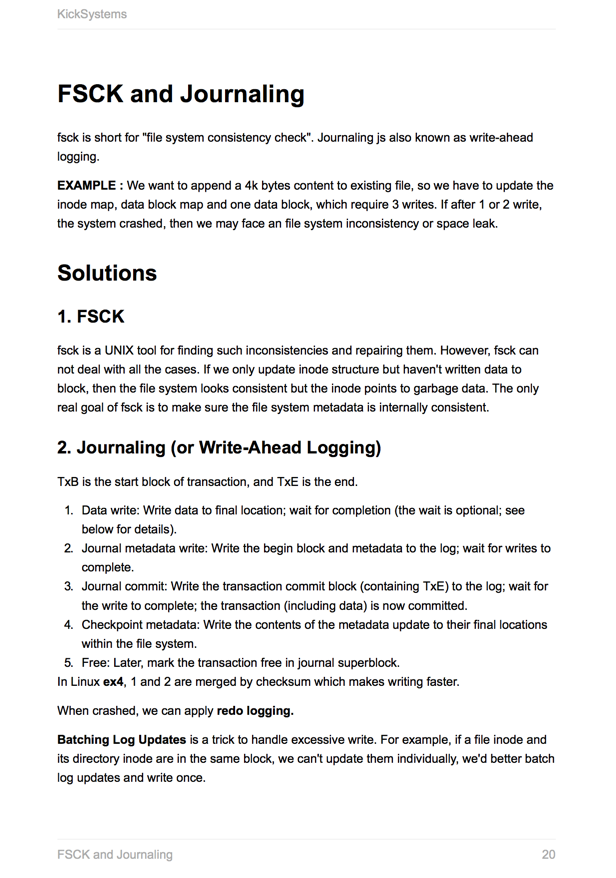 KickSystems
FSCK and Journaling
fsck is short for "file system consistency check". Journaling js also known as write-ahead
logging.
EXAMPLE : We want to append a 4k bytes content to existing file, so we have to update the
inode map, data block map and one data block, which require 3 writes. If after 1 or 2 write,
the system crashed, then we may face an file system inconsistency or space leak.
Solutions
1. FSCK
fsck is a UNIX tool for finding such inconsistencies and repairing them. However, fsck can
not deal with all the cases. If we only update inode structure but haven't written data to
block, then the file system looks consistent but the inode points to garbage data. The only
real goal of fsck is to make sure the file system metadata is internally consistent.
2. Journaling (or Write-Ahead Logging)
TxB is the start block of transaction, and TxE is the end.
1. Data write: Write data to final location; wait for completion (the wait is optional; see
below for details).
2. Journal metadata write: Write the begin block and metadata to the log; wait for writes to
complete.
3. Journal commit: Write the transaction commit block (containing TxE) to the log; wait for
the write to complete; the transaction (including data) is now committed.
4. Checkpoint metadata: Write the contents of the metadata update to their final locations
within the file system.
5. Free: Later, mark the transaction free in journal superblock.
In Linux ex4, 1 and 2 are merged by checksum which makes writing faster.
When crashed, we can apply redo logging.
Batching Log Updates is a trick to handle excessive write. For example, if a file inode and
its directory inode are in the same block, we can't update them individually, we'd better batch
log updates and write once.
FSCK and Journaling
20